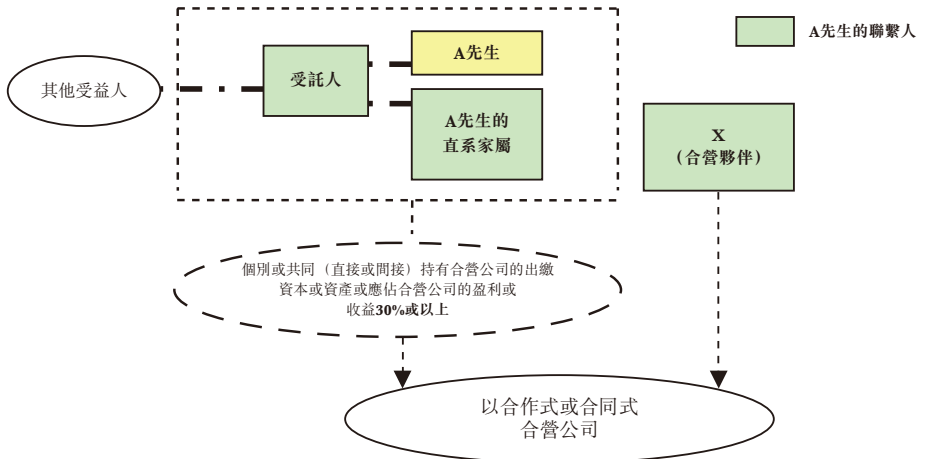 A先生的聯繫人
A先生
受託人
其他受益人
A先生的
直系家屬
X
（合營夥伴）
個別或共同（直接或間接）持有合營公司的出繳
資本或資產或應佔合營公司的盈利或
收益30%或以上
以合作式或合同式
合營公司